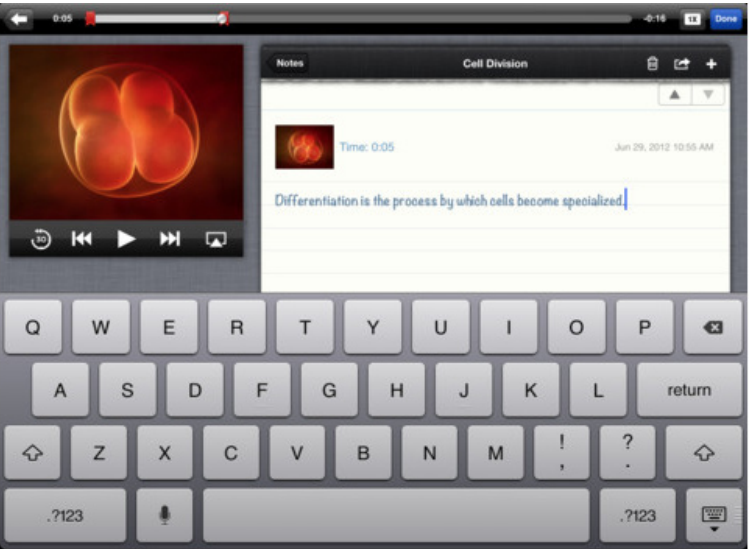 0:05 -0:16 1X Done
Notes Cell Division
Time: 0:05 Jun 29, 2012 10:55 AM
Differentiation is the process by which cells become specialized.
30
Q W E R T Y U I O P
A S D F G H J K L return
Z X C V B N M ! , ? .
.?123 .?123